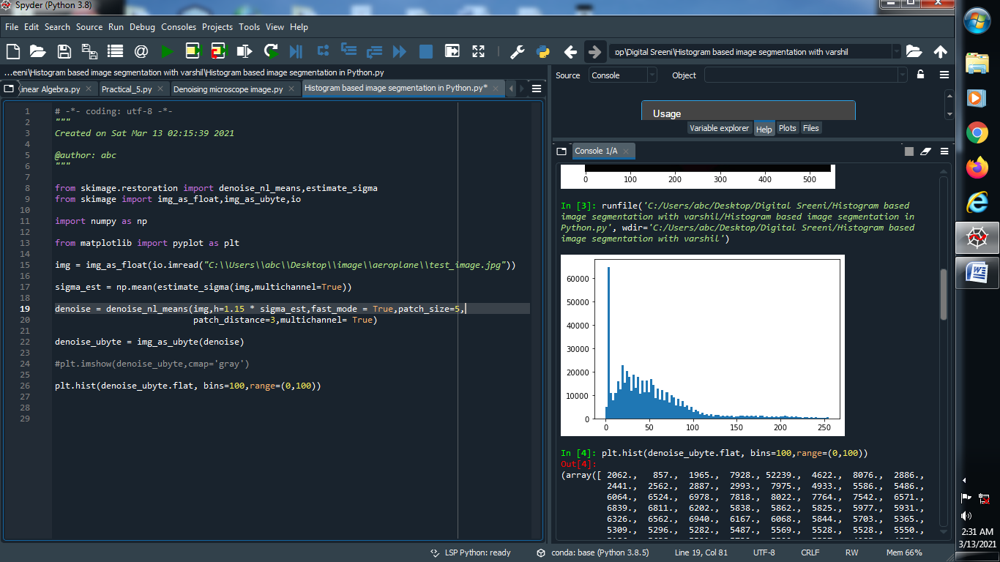 Spyder (Python 3.8)
File Edit Search Source Run Debug Consoles Projects Tools View Help
op\Digital Sreeni\Histogram based image segmentation with varshil
...eeni\Histogram based image segmentation with varshil\Histogram based image segmentation in Python.py
inear Algebra.py Practical_5.py Denoising microscope image.py Histogram based image segmentation in Python.py*
1 # -*- coding: utf-8 -*-
2 """
3 Created on Sat Mar 13 02:15:39 2021
4
5 @author: abc
6 """
7
8 from skimage.restoration import denoise_nl_means,estimate_sigma
9 from skimage import img_as_float,img_as_ubyte,io
10
11 import numpy as np
12
13 from matplotlib import pyplot as plt
14
15 img = img_as_float(io.imread("C:\\Users\\abc\\Desktop\\image\\aeroplane\\test_image.jpg"))
16
17 sigma_est = np.mean(estimate_sigma(img,multichannel=True))
18
19 denoise = denoise_nl_means(img,h=1.15 * sigma_est,fast_mode = True,patch_size=5,
20 patch_distance=3,multichannel= True)
21
22 denoise_ubyte = img_as_ubyte(denoise)
23
24 #plt.imshow(denoise_ubyte,cmap='gray')
25
26 plt.hist(denoise_ubyte.flat, bins=100,range=(0,100))
27
28
29
Source Console Object
Usage
Variable explorer Help Plots Files
Console 1/A
0 100 200 300 400 500
In [3]: runfile('C:/Users/abc/Desktop/Digital Sreeni/Histogram based
image segmentation with varshil/Histogram based image segmentation in
Python.py', wdir='C:/Users/abc/Desktop/Digital Sreeni/Histogram based
image segmentation with varshil')
60000
50000
40000
30000
20000
10000
0
0 50 100 150 200 250
In [4]: plt.hist(denoise_ubyte.flat, bins=100,range=(0,100))
Out[4]:
(array([ 2062., 857., 1965., 7928., 52239., 4622., 8076., 2886.,
2441., 2562., 2887., 2993., 7975., 4933., 5586., 5486.,
6064., 6524., 6978., 7818., 8022., 7764., 7542., 6571.,
6839., 6811., 6202., 5838., 5862., 5825., 5977., 5931.,
6326., 6562., 6940., 6167., 6068., 5844., 5703., 5365.,
5309., 5296., 5282., 5487., 5569., 5528., 5528., 5550.,
LSP Python: ready conda: base (Python 3.8.5) Line 19, Col 81 UTF-8 CRLF RW Mem 66%
2:31 AM
3/13/2021